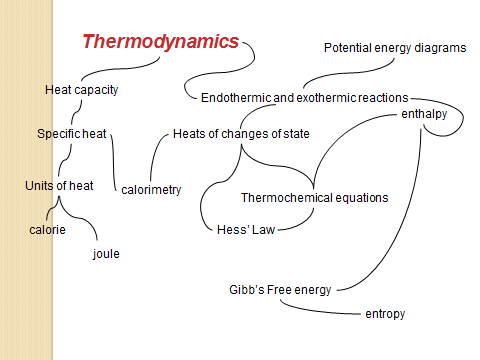 Thermodynamics
Potential energy diagrams
Heat capacity
Endothermic and exothermic reactions
enthalpy
Specific heat
Heats of changes of state
Units of heat
calorimetry
Thermochemical equations
calorie
Hess’ Law
joule
Gibb’s Free energy
entropy